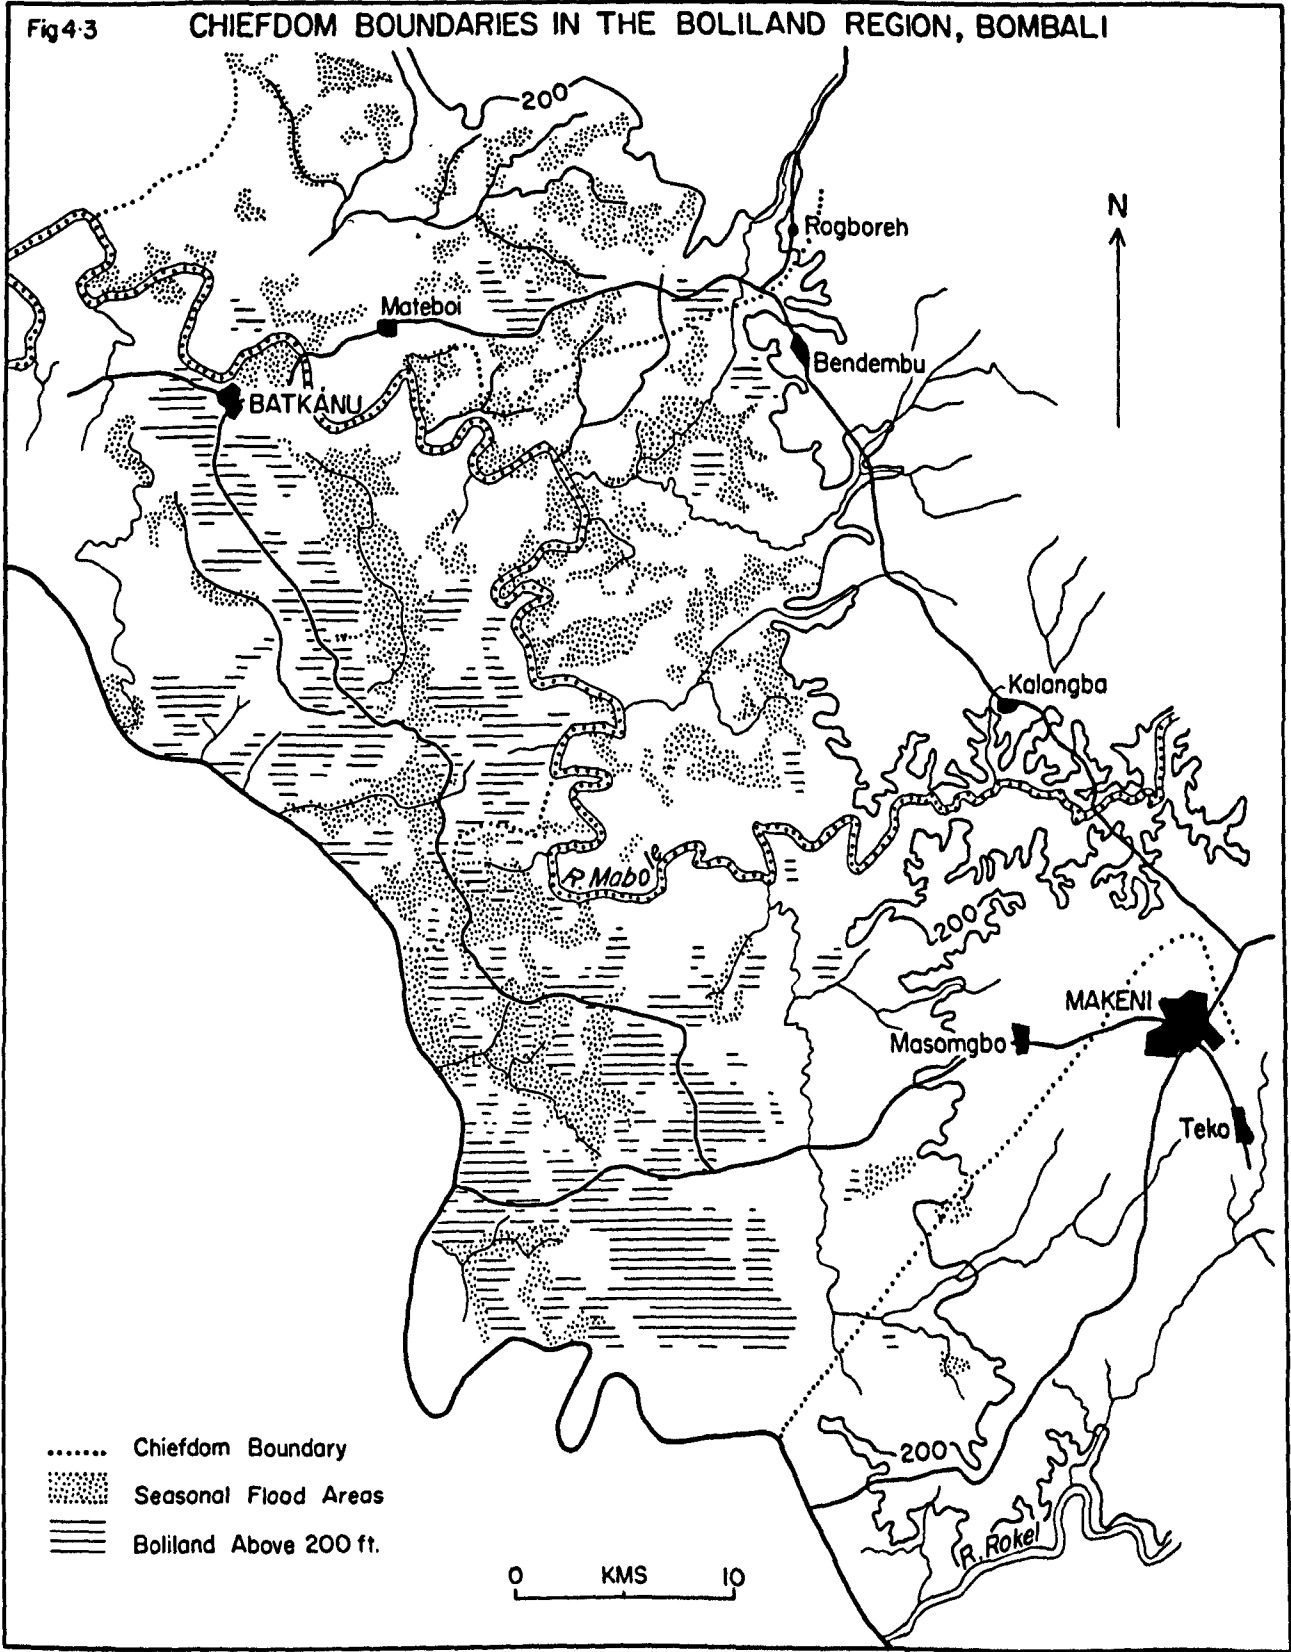 Fig 4·3
CHIEFDOM BOUNDARIES IN THE BOLILAND REGION, BOMBALI
200
N
Rogboreh
Mateboi
Bendembu
BATKANU
Kalangba
R. Mabole
200
MAKENI
Masomgbo
Teko
Chiefdom Boundary
200
Seasonal Flood Areas
Boliland Above 200 ft.
R. Rokel
0 KMS 10